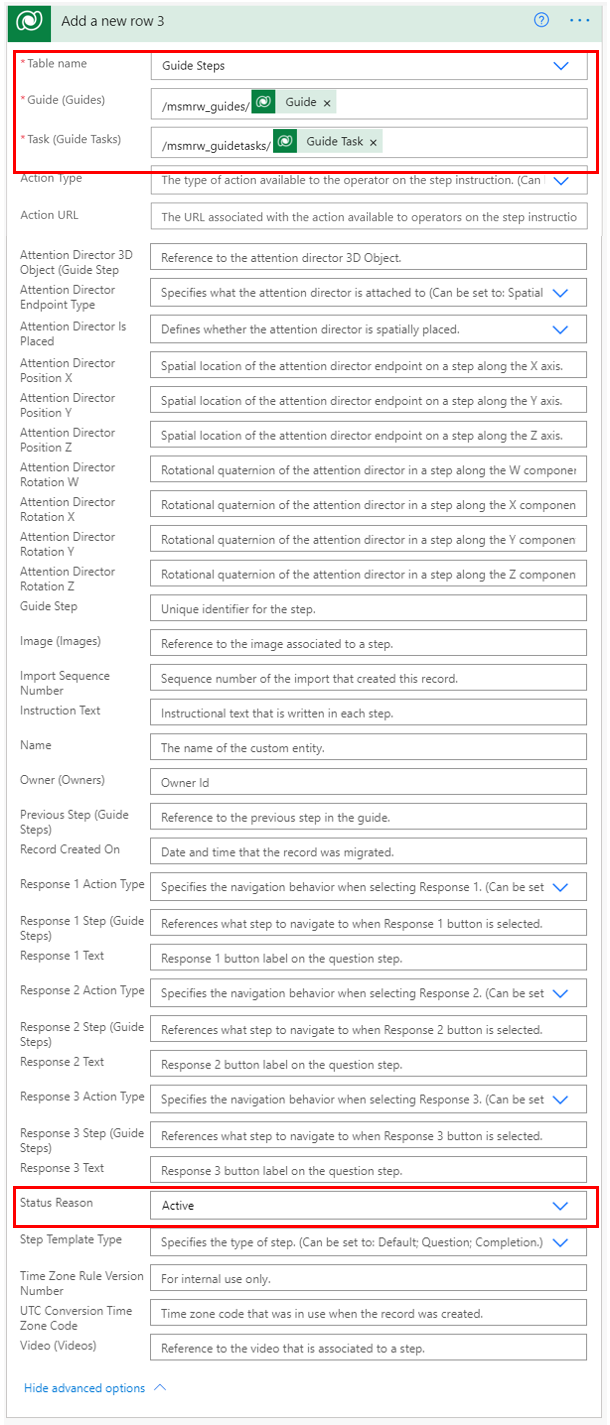 Add a new row 3
* Table name
Guide Steps
* Guide (Guides)
/msmrw_guides/ Guide ×
* Task (Guide Tasks)
/msmrw_guidetasks/ Guide Task ×
Action Type
The type of action available to the operator on the step instruction. (Can l
Action URL
The URL associated with the action available to operators on the step instructio
Attention Director 3D
Object (Guide Step
Reference to the attention director 3D Object.
Attention Director
Endpoint Type
Specifies what the attention director is attached to (Can be set to: Spatial
Attention Director Is
Placed
Defines whether the attention director is spatially placed.
Attention Director
Position X
Spatial location of the attention director endpoint on a step along the X axis.
Attention Director
Position Y
Spatial location of the attention director endpoint on a step along the Y axis.
Attention Director
Position Z
Spatial location of the attention director endpoint on a step along the Z axis.
Attention Director
Rotation W
Rotational quaternion of the attention director in a step along the W componen
Attention Director
Rotation X
Rotational quaternion of the attention director in a step along the X componen
Attention Director
Rotation Y
Rotational quaternion of the attention director in a step along the Y componen
Attention Director
Rotation Z
Rotational quaternion of the attention director in a step along the Z componen
Guide Step
Unique identifier for the step.
Image (Images)
Reference to the image associated to a step.
Import Sequence
Number
Sequence number of the import that created this record.
Instruction Text
Instructional text that is written in each step.
Name
The name of the custom entity.
Owner (Owners)
Owner Id
Previous Step (Guide
Steps)
Reference to the previous step in the guide.
Record Created On
Date and time that the record was migrated.
Response 1 Action Type
Specifies the navigation behavior when selecting Response 1. (Can be set
Response 1 Step (Guide
Steps)
References what step to navigate to when Response 1 button is selected.
Response 1 Text
Response 1 button label on the question step.
Response 2 Action Type
Specifies the navigation behavior when selecting Response 2. (Can be set
Response 2 Step (Guide
Steps)
References what step to navigate to when Response 2 button is selected.
Response 2 Text
Response 2 button label on the question step.
Response 3 Action Type
Specifies the navigation behavior when selecting Response 3. (Can be set
Response 3 Step (Guide
Steps)
References what step to navigate to when Response 3 button is selected.
Response 3 Text
Response 3 button label on the question step.
Status Reason
Active
Step Template Type
Specifies the type of step. (Can be set to: Default; Question; Completion.)
Time Zone Rule Version
Number
For internal use only.
UTC Conversion Time
Zone Code
Time zone code that was in use when the record was created.
Video (Videos)
Reference to the video that is associated to a step.
Hide advanced options